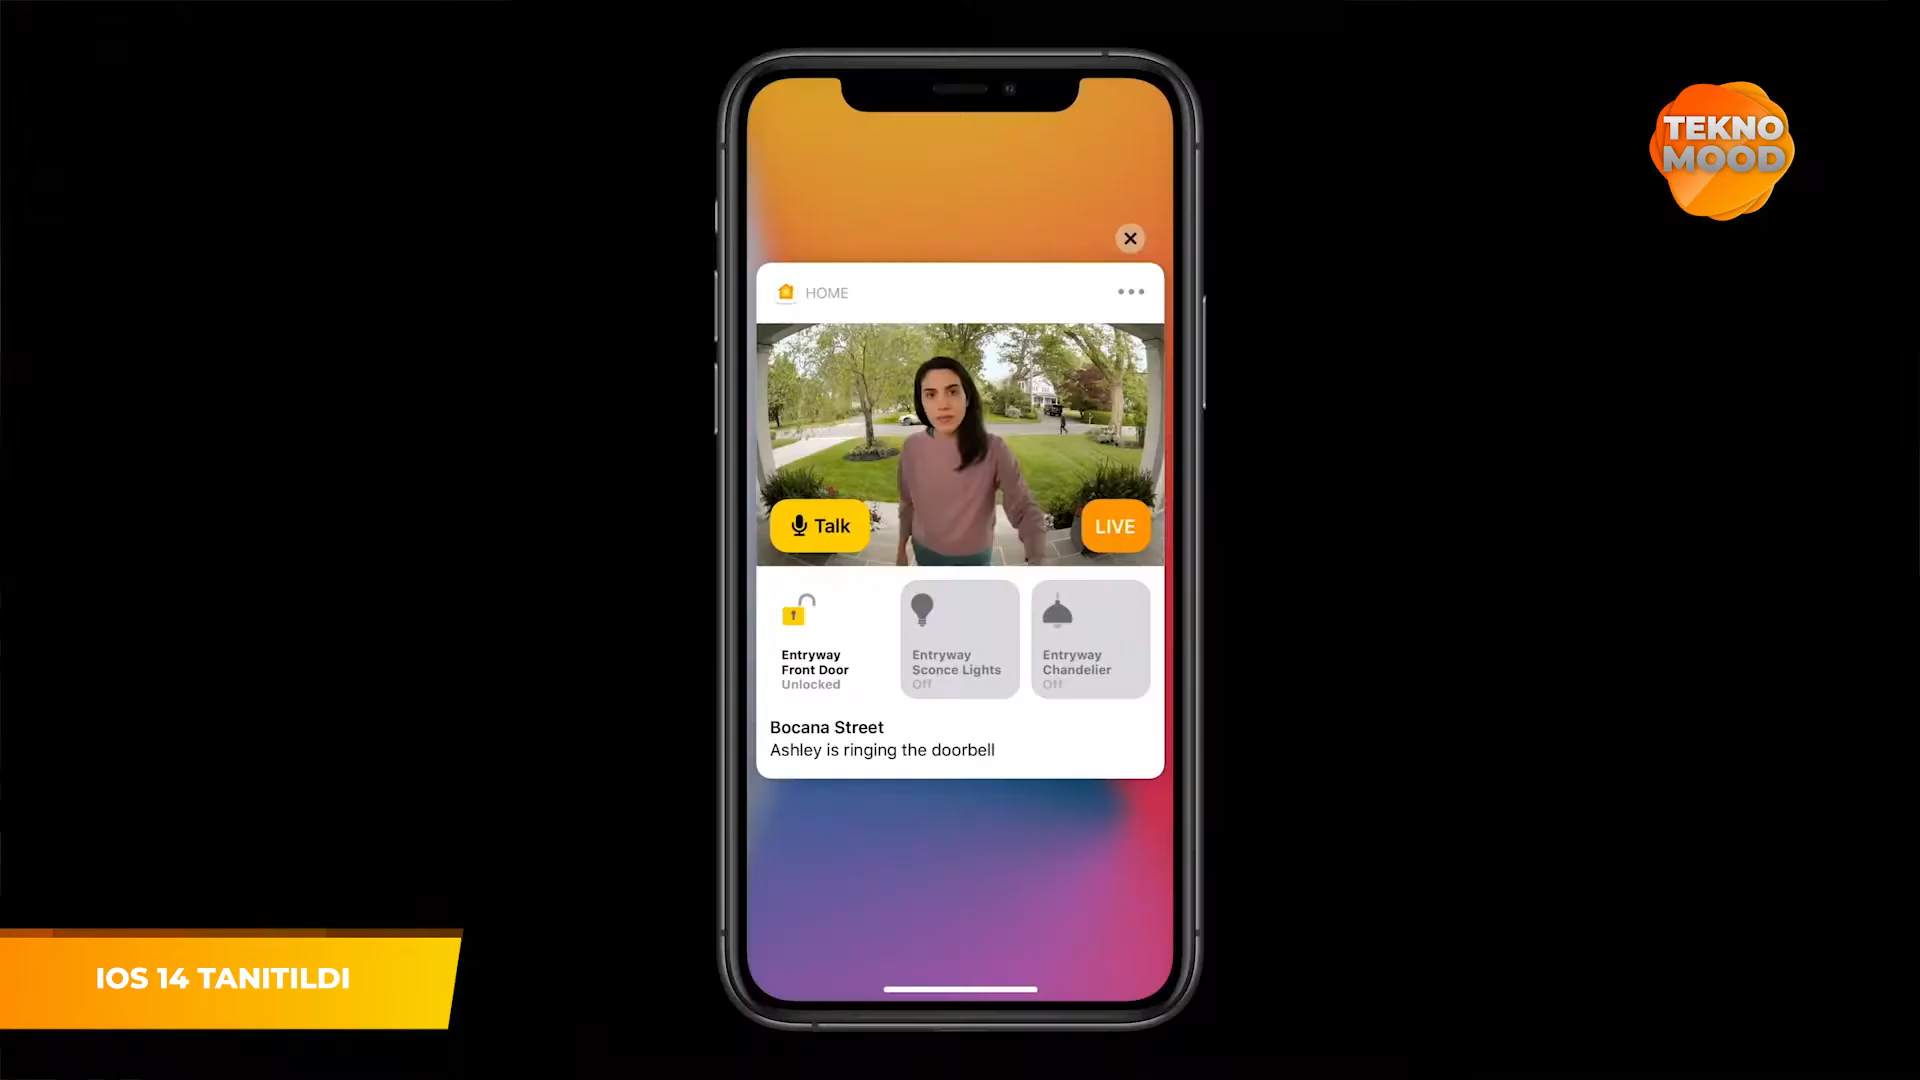 TEKNO
MOOD
HOME
Talk
LIVE
Entryway
Front Door
Unlocked
Entryway
Sconce Lights
Off
Entryway
Chandelier
Off
Bocana Street
Ashley is ringing the doorbell
IOS 14 TANITILDI